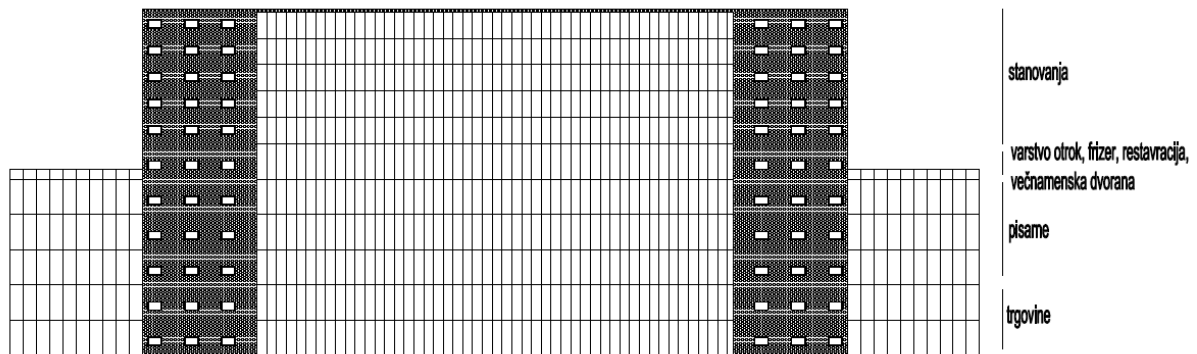 stanovanja
varstvo otrok, frizer, restavracija,
večnamenska dvorana
pisarne
trgovine